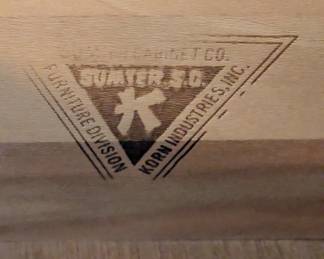 CABINET CO.
SUMTER, S.C.
K
FURNITURE DIVISION
KORN INDUSTRIES, INC.